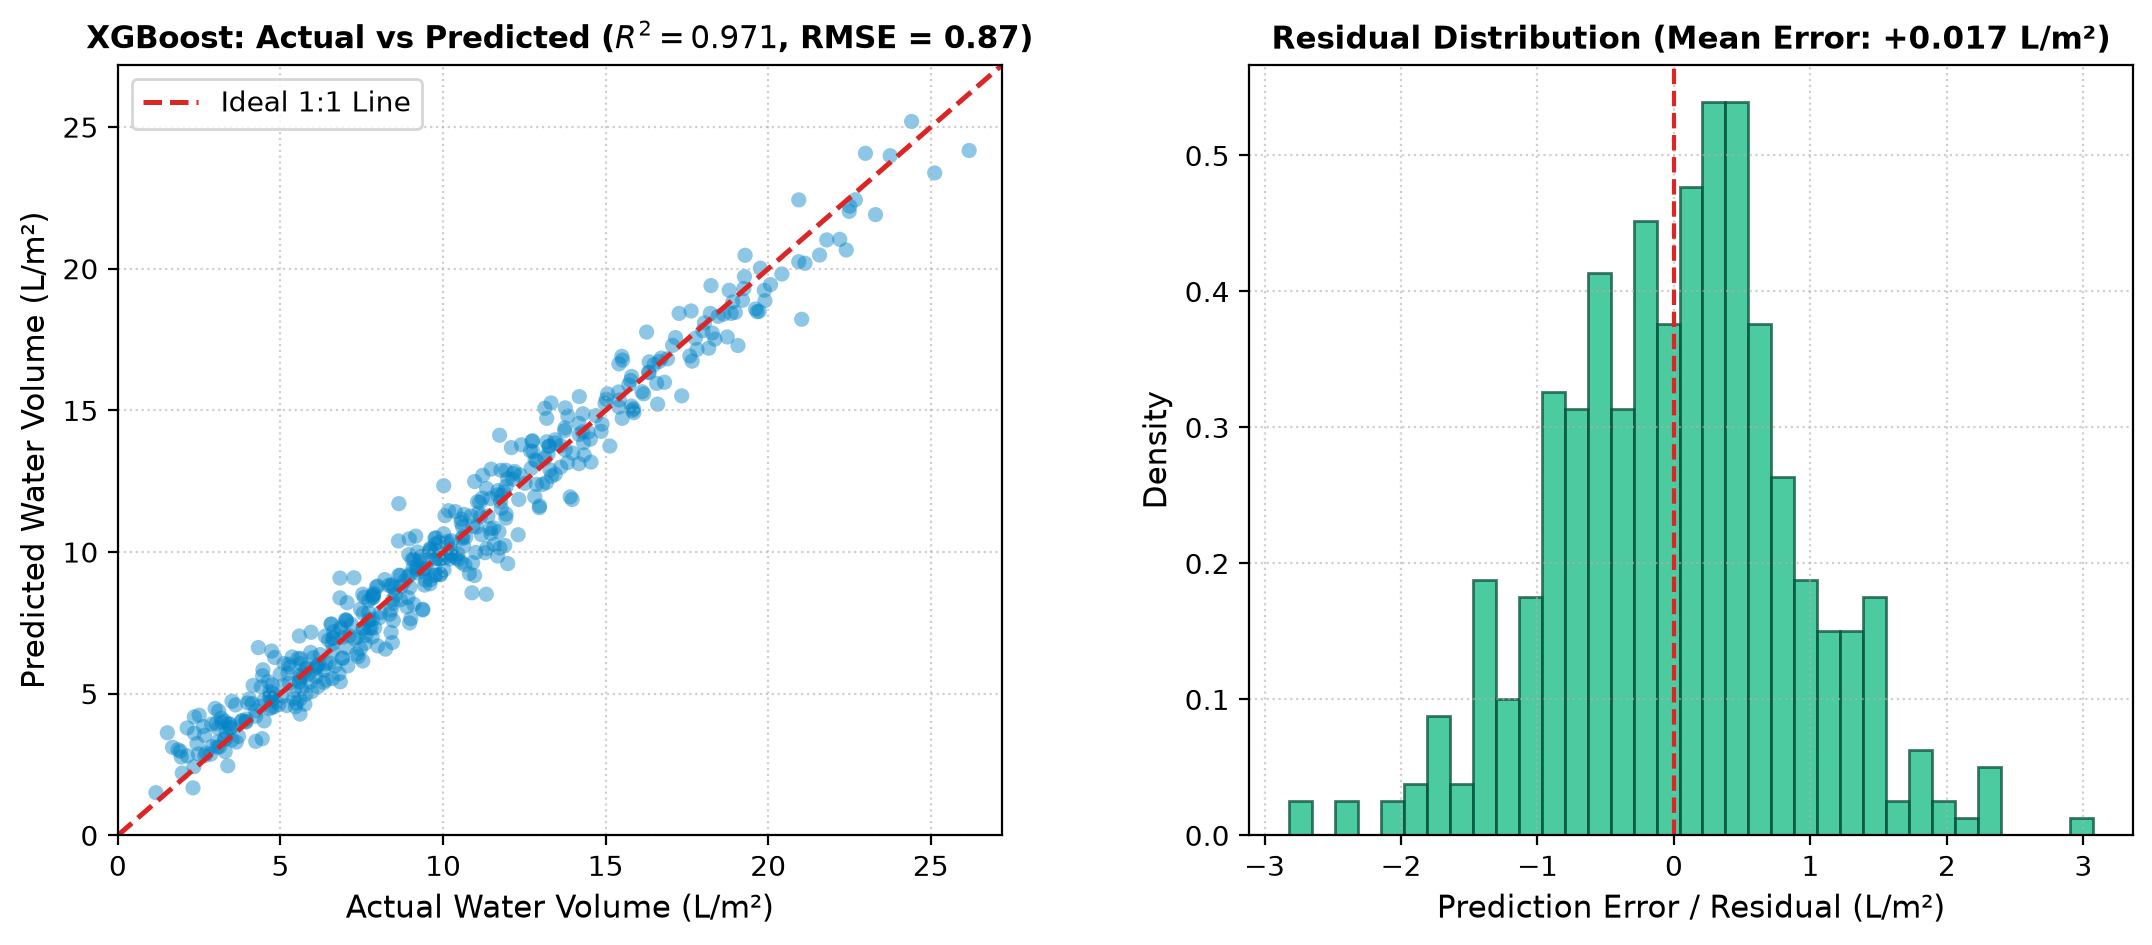 XGBoost: Actual vs Predicted (R² = 0.971, RMSE = 0.87)
Ideal 1:1 Line
Predicted Water Volume (L/m²)
25
20
15
10
5
0
0 5 10 15 20 25
Actual Water Volume (L/m²)
Residual Distribution (Mean Error: +0.017 L/m²)
Density
0.5
0.4
0.3
0.2
0.1
0.0
−3 −2 −1 0 1 2 3
Prediction Error / Residual (L/m²)